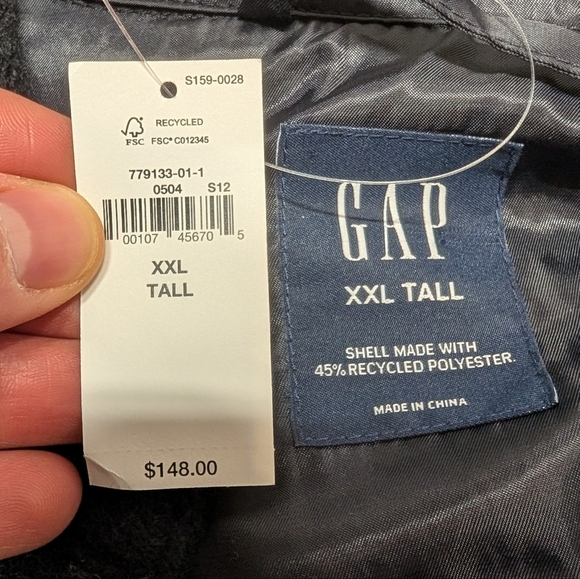 S159-0028
RECYCLED
FSC
FSC® C012345
779133-01-1
0504 S12
00107 45670 5
XXL
TALL
$148.00
GAP
XXL TALL
SHELL MADE WITH
45% RECYCLED POLYESTER.
MADE IN CHINA